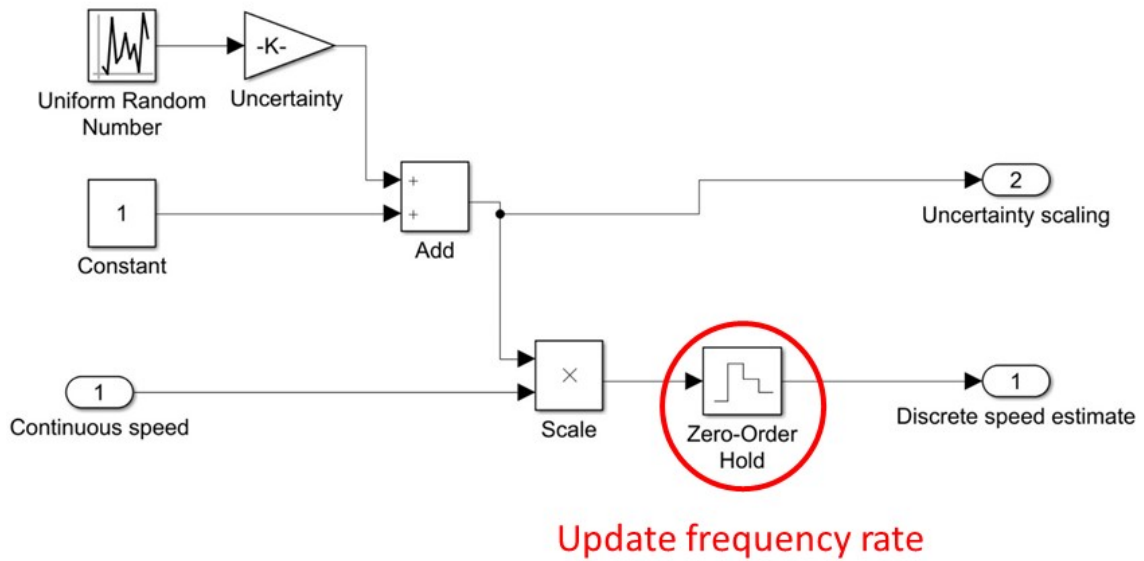 -K-
Uniform Random
Number
Uncertainty
1
Constant
+
+
Add
2
Uncertainty scaling
1
Continuous speed
×
Scale
Zero-Order
Hold
1
Discrete speed estimate
Update frequency rate